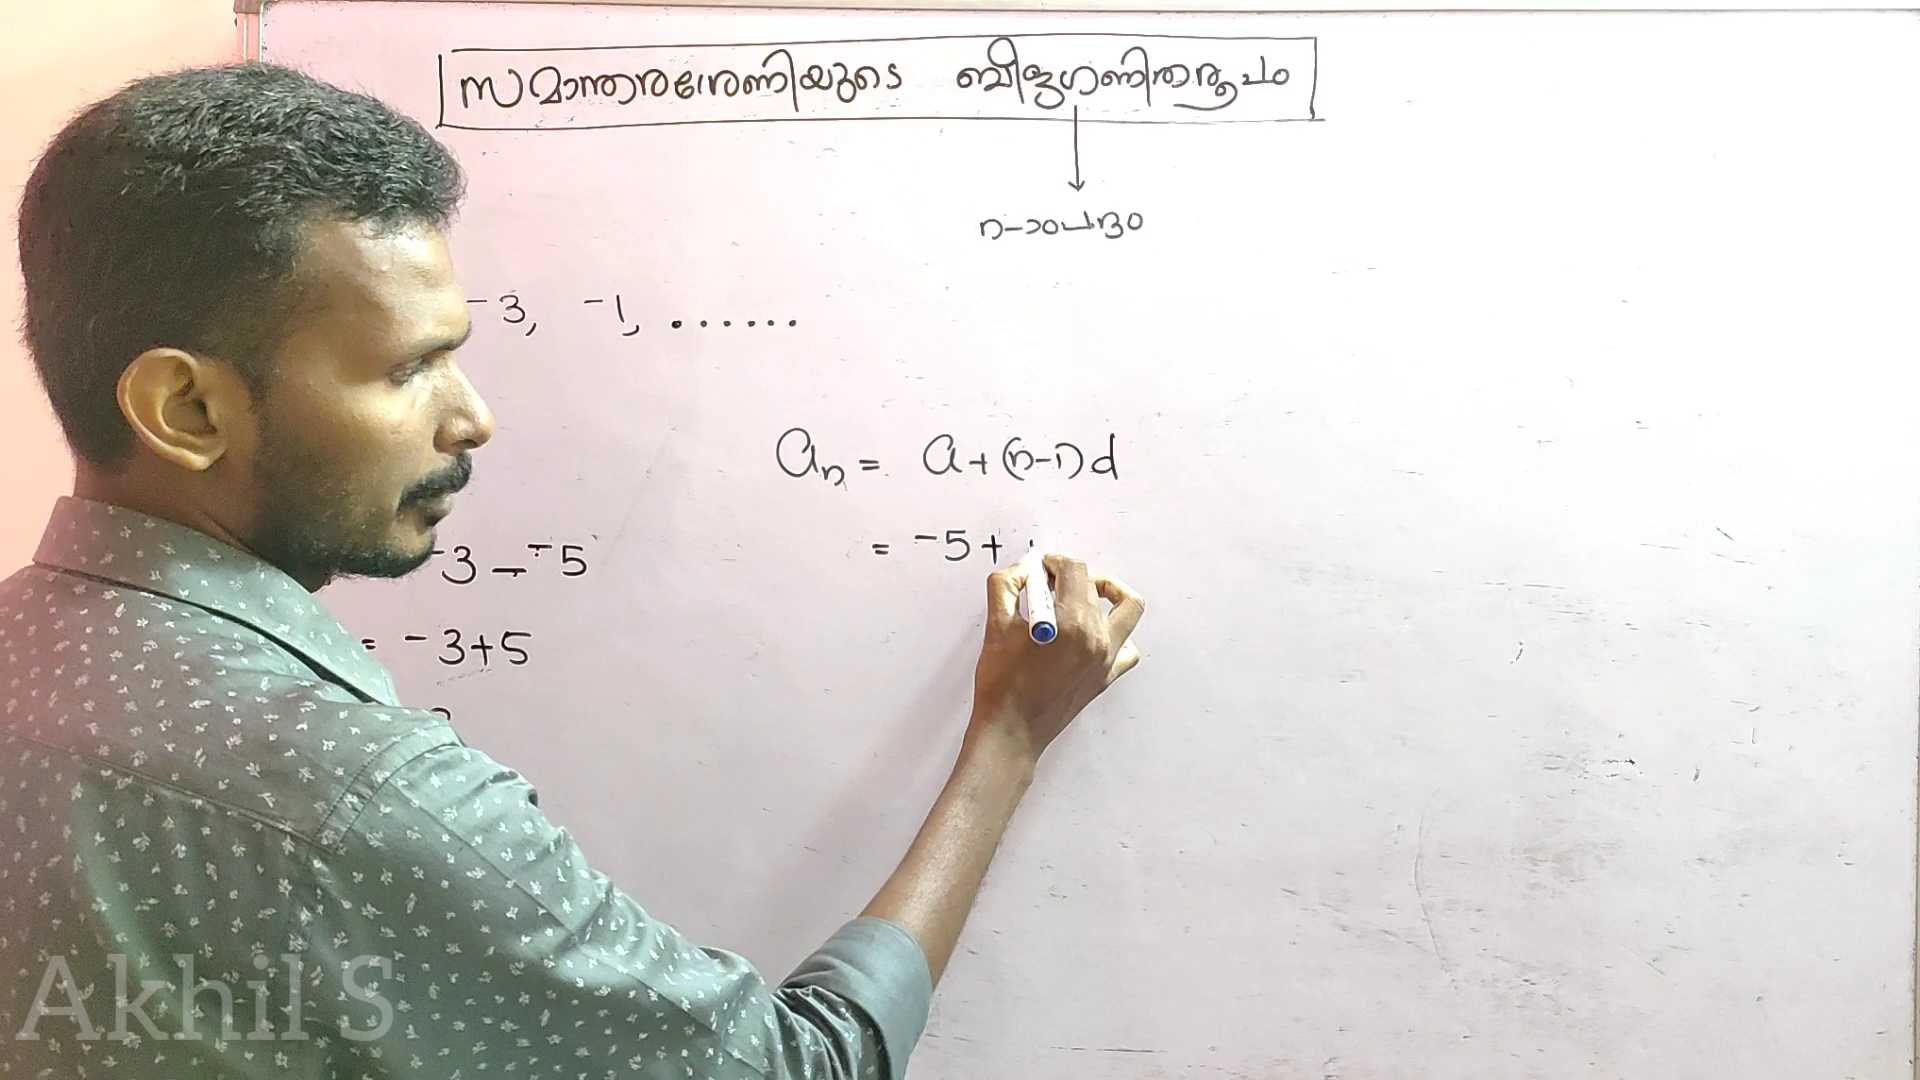 സമാന്തരശ്രേണിയുടെ ബീജഗണിതരൂപം
n-ാംപദം
-3, -1, ......
aₙ = a+(n-1)d
-3 - -5
= -5+
= -3+5
Akhil S